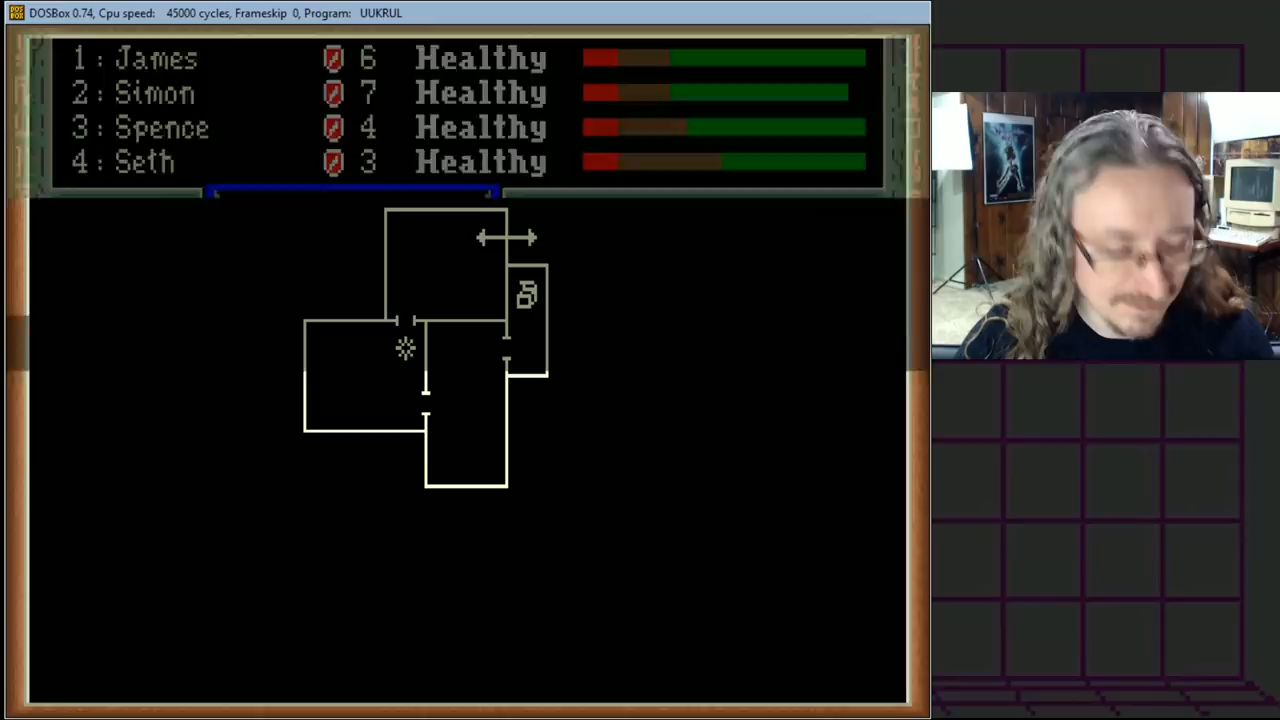 DOSBox 0.74, Cpu speed: 45000 cycles, Frameskip 0, Program: UUKRUL
1: James 6 Healthy
2: Simon 7 Healthy
3: Spence 4 Healthy
4: Seth 3 Healthy